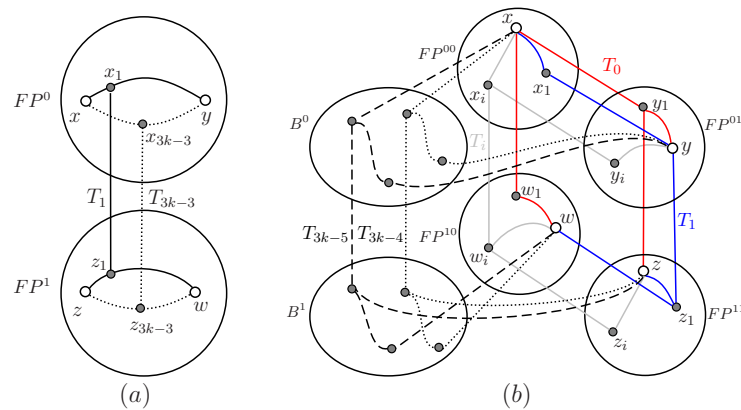 x
FP^{00}
T_0
x_1
x_1
x_i
y_1
FP^0
x
y
B^0
FP^{01}
x_{3k-3}
T_i
y
y_i
T_1
T_{3k-3}
w_1
T_1
w
T_{3k-5}
T_{3k-4}
FP^{10}
w_i
z_1
z
FP^1
z
w
B^1
z_1
FP^{11}
z_{3k-3}
z_i
(a)
(b)